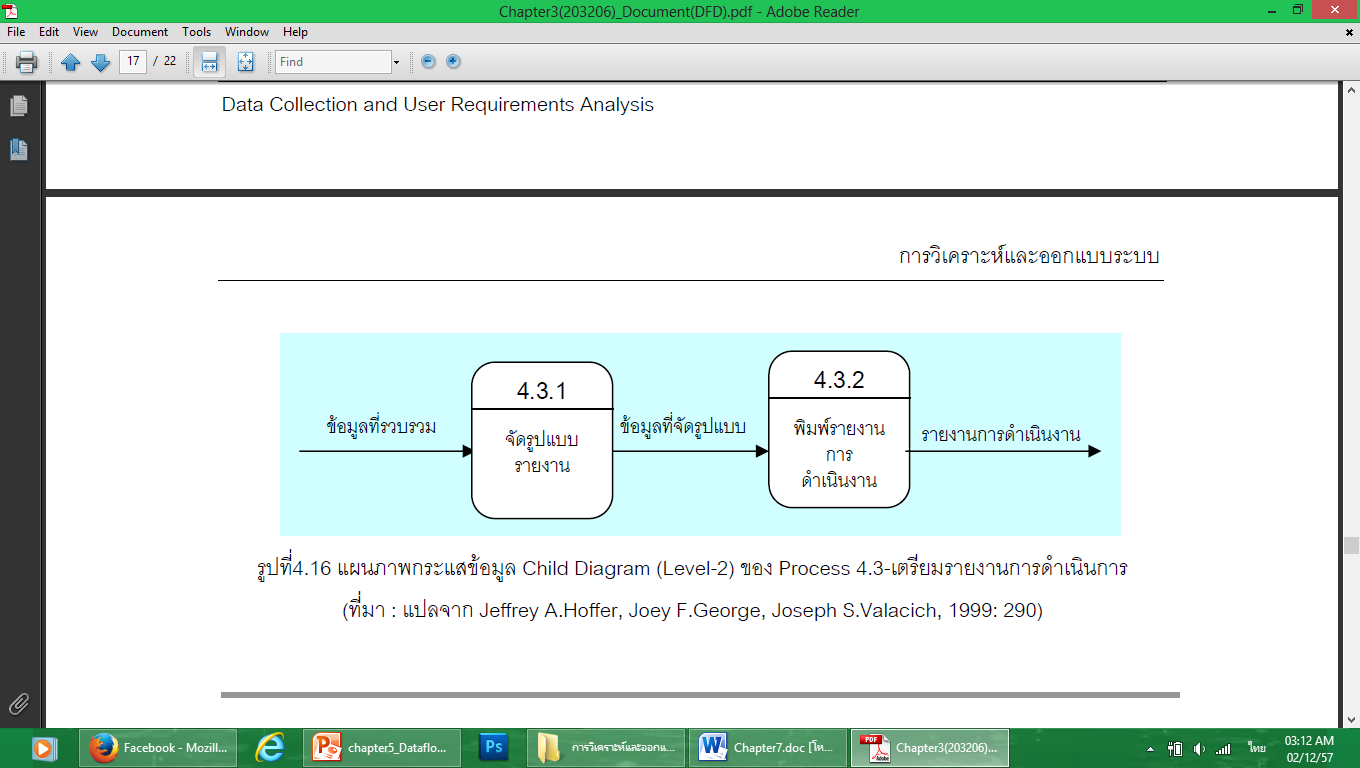 Chapter3(203206)_Document(DFD).pdf - Adobe Reader
File Edit View Document Tools Window Help
17 / 22 Find
Data Collection and User Requirements Analysis
การวิเคราะห์และออกแบบระบบ
4.3.1
4.3.2
ข้อมูลที่รวบรวม
จัดรูปแบบ
รายงาน
ข้อมูลที่จัดรูปแบบ
พิมพ์รายงาน
การ
ดำเนินงาน
รายงานการดำเนินงาน
รูปที่4.16 แผนภาพกระแสข้อมูล Child Diagram (Level-2) ของ Process 4.3-เตรียมรายงานการดำเนินการ
(ที่มา : แปลจาก Jeffrey A.Hoffer, Joey F.George, Joseph S.Valacich, 1999: 290)
Facebook - Mozill... chapter5_Dataflo... Ps การวิเคราะห์และออกแ... Chapter7.doc [โห... Chapter3(203206)... ไทย 03:12 AM
02/12/57